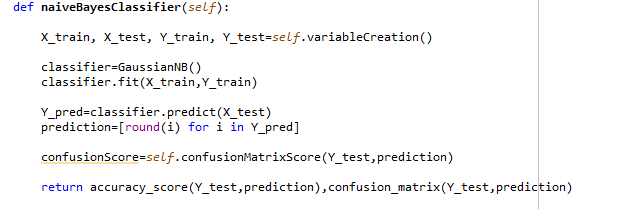 def naiveBayesClassifier(self):
X_train, X_test, Y_train, Y_test=self.variableCreation()
classifier=GaussianNB()
classifier.fit(X_train,Y_train)
Y_pred=classifier.predict(X_test)
prediction=[round(i) for i in Y_pred]
confusionScore=self.confusionMatrixScore(Y_test,prediction)
return accuracy_score(Y_test,prediction),confusion_matrix(Y_test,prediction)